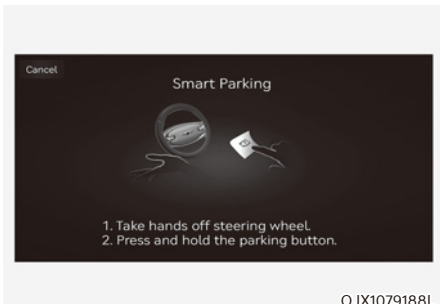 Cancel
Smart Parking
1. Take hands off steering wheel.
2. Press and hold the parking button.
OJX1079188L